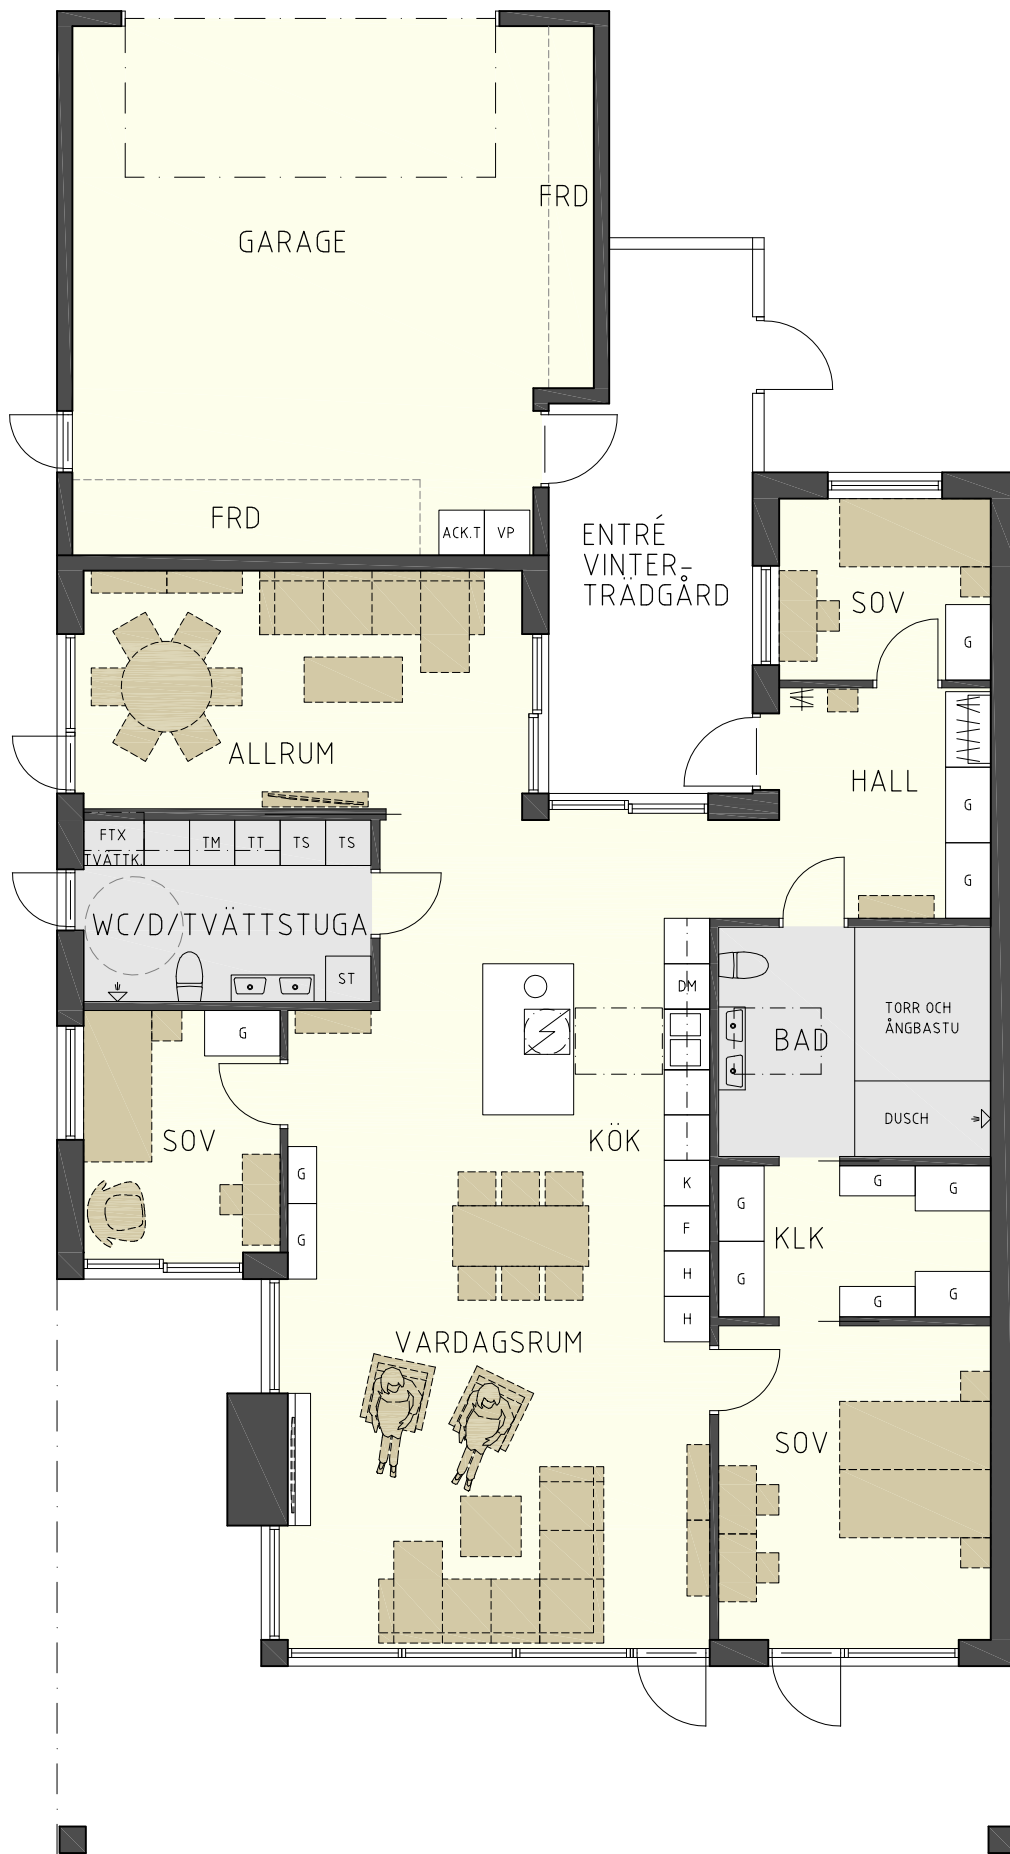 FRD
GARAGE
FRD
ACK.T
VP
ENTRÉ
VINTER-
TRÄDGÅRD
SOV
G
ALLRUM
HALL
G
G
FTX
TVÄTTK.
TM
TT
TS
TS
WC/D/TVÄTTSTUGA
ST
DM
TORR OCH
ÅNGBASTU
BAD
DUSCH
G
SOV
G
G
KÖK
K
F
H
H
G
G
G
G
KLK
G
G
VARDAGSRUM
SOV